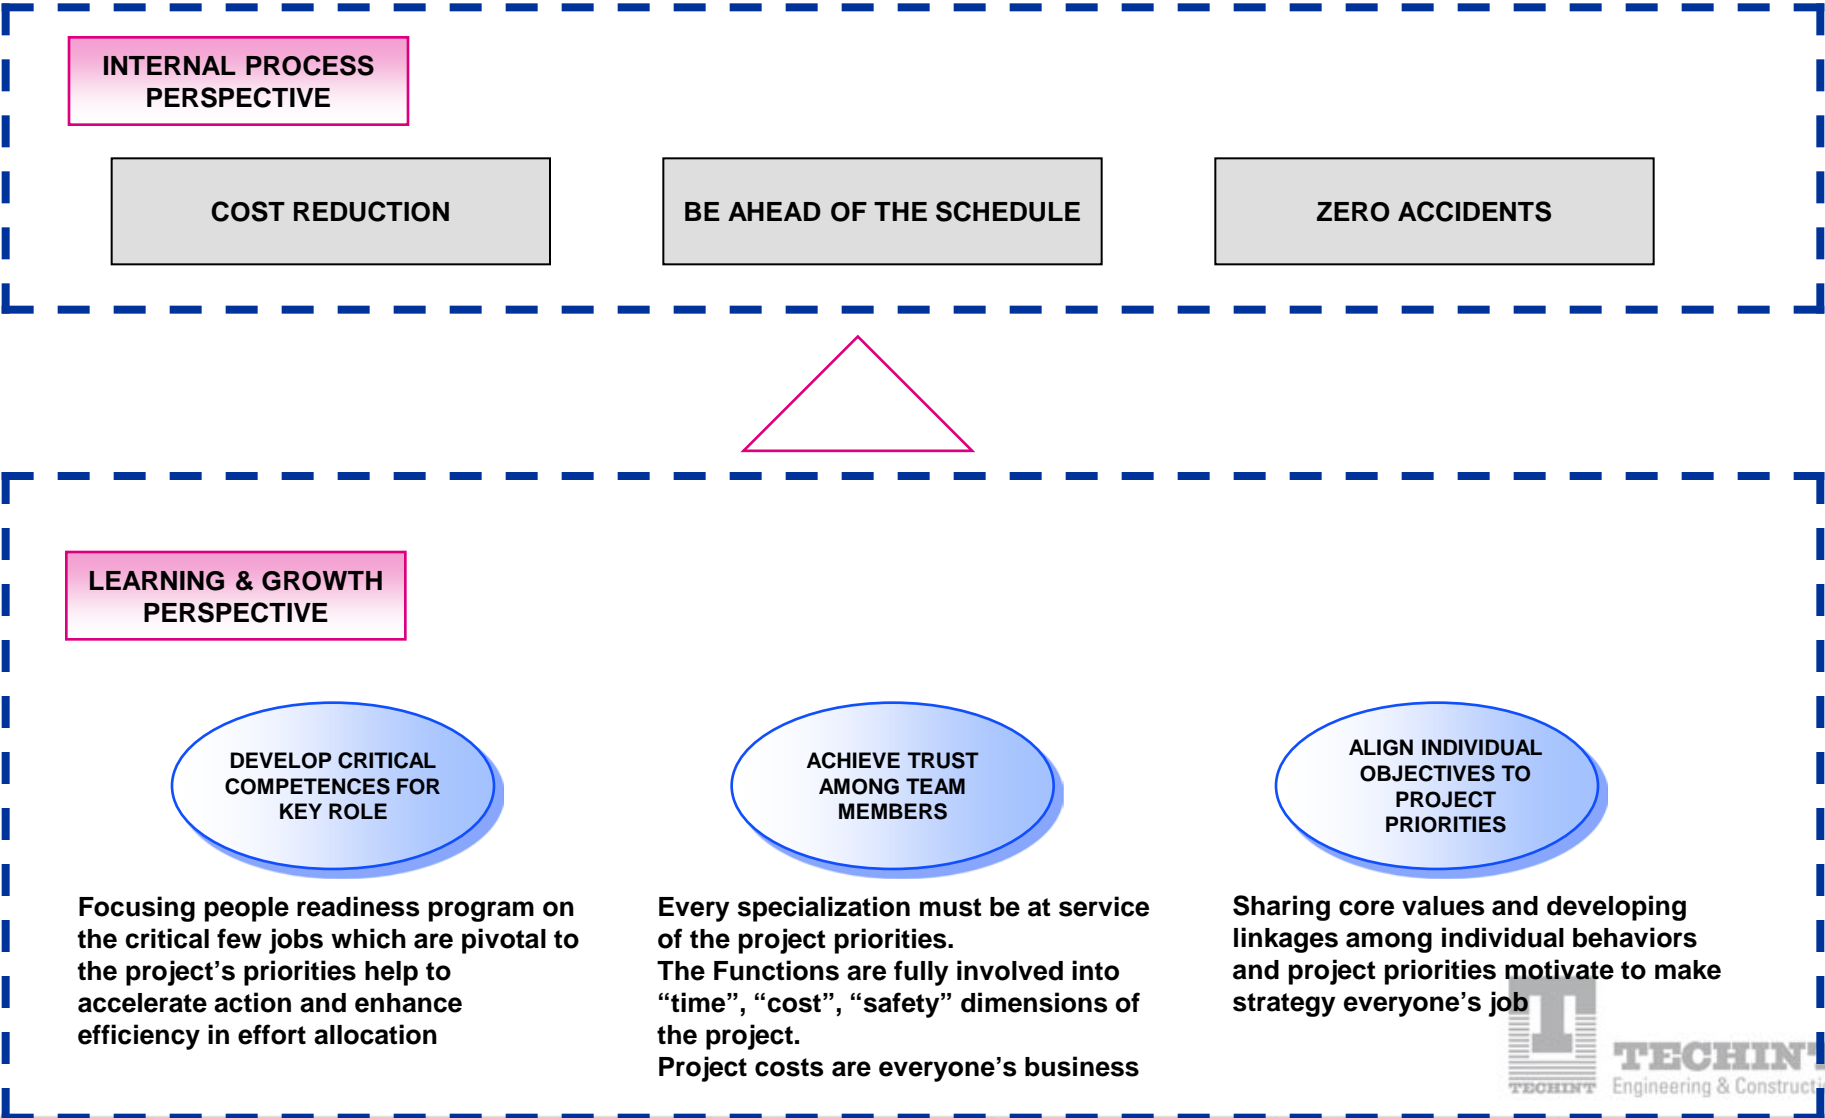 INTERNAL PROCESS
PERSPECTIVE
COST REDUCTION
BE AHEAD OF THE SCHEDULE
ZERO ACCIDENTS
LEARNING & GROWTH
PERSPECTIVE
DEVELOP CRITICAL
COMPETENCES FOR
KEY ROLE
ACHIEVE TRUST
AMONG TEAM
MEMBERS
ALIGN INDIVIDUAL
OBJECTIVES TO
PROJECT
PRIORITIES
Focusing people readiness program on
the critical few jobs which are pivotal to
the project’s priorities help to
accelerate action and enhance
efficiency in effort allocation
Every specialization must be at service
of the project priorities.
The Functions are fully involved into
“time”, “cost”, “safety” dimensions of
the project.
Project costs are everyone’s business
Sharing core values and developing
linkages among individual behaviors
and project priorities motivate to make
strategy everyone’s job
TECHINT
TECHINT
Engineering & Constructi